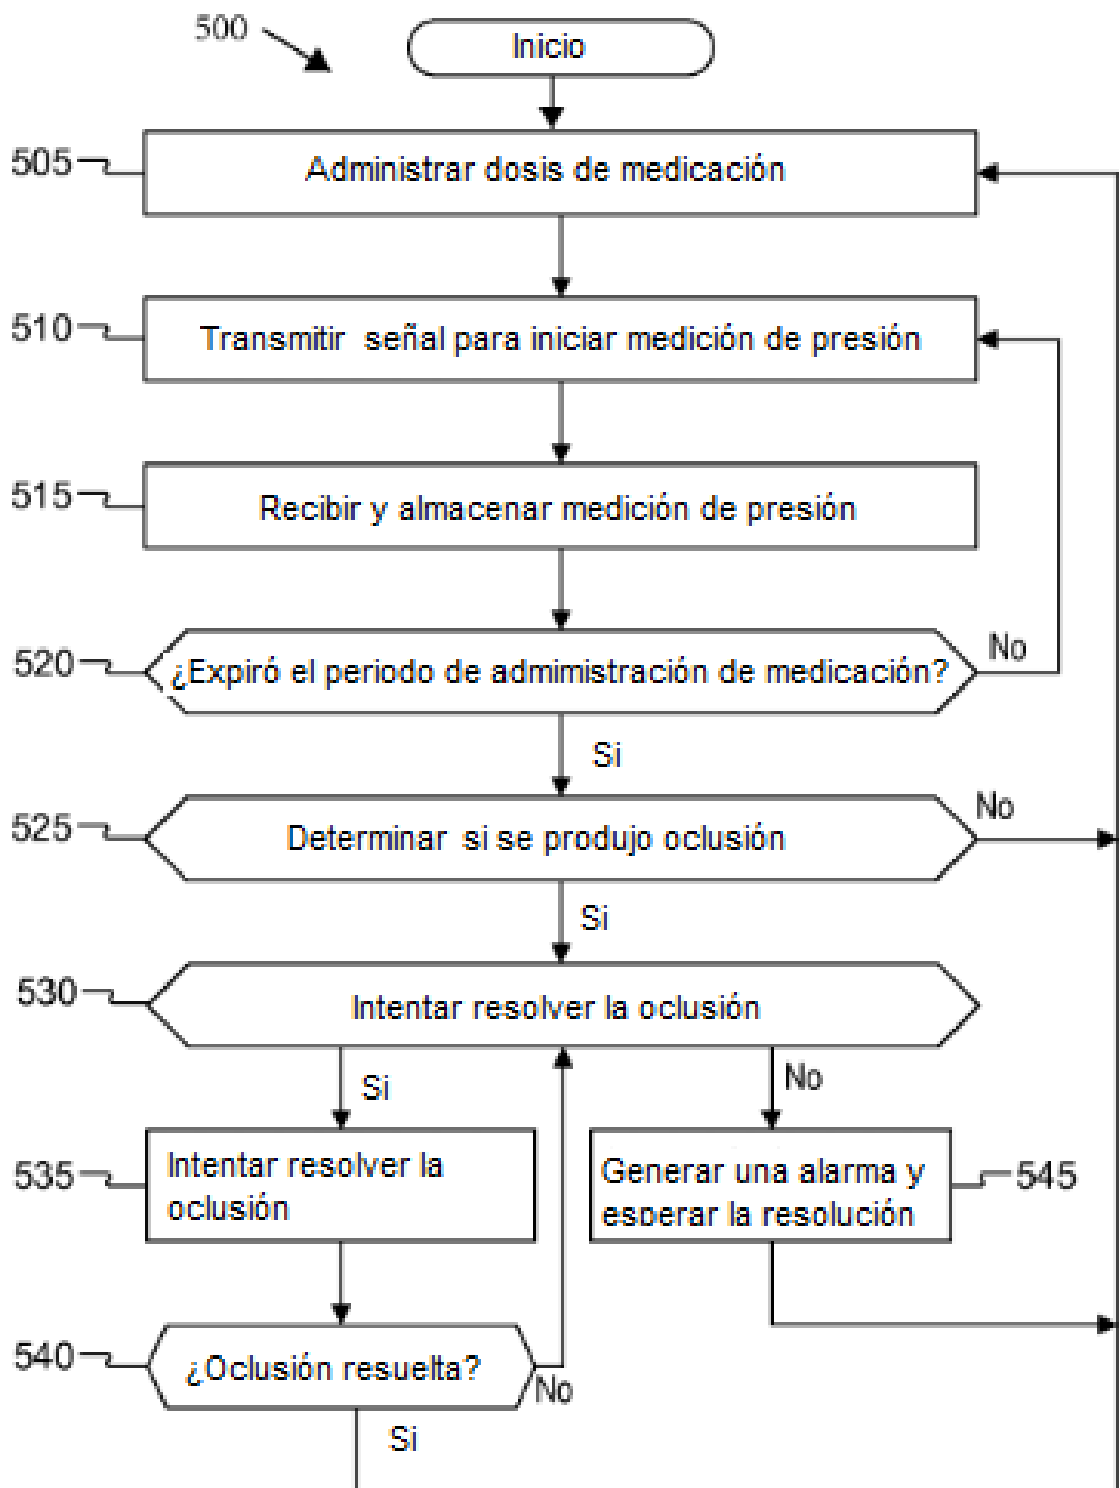 500
Inicio
505
Administrar dosis de medicación
510
Transmitir señal para iniciar medición de presión
515
Recibir y almacenar medición de presión
520
¿Expiró el periodo de admimistración de medicación?
No
Si
525
Determinar si se produjo oclusión
No
Si
530
Intentar resolver la oclusión
Si
No
535
Intentar resolver la
oclusión
Generar una alarma y
esperar la resolución
545
540
¿Oclusión resuelta?
No
Si